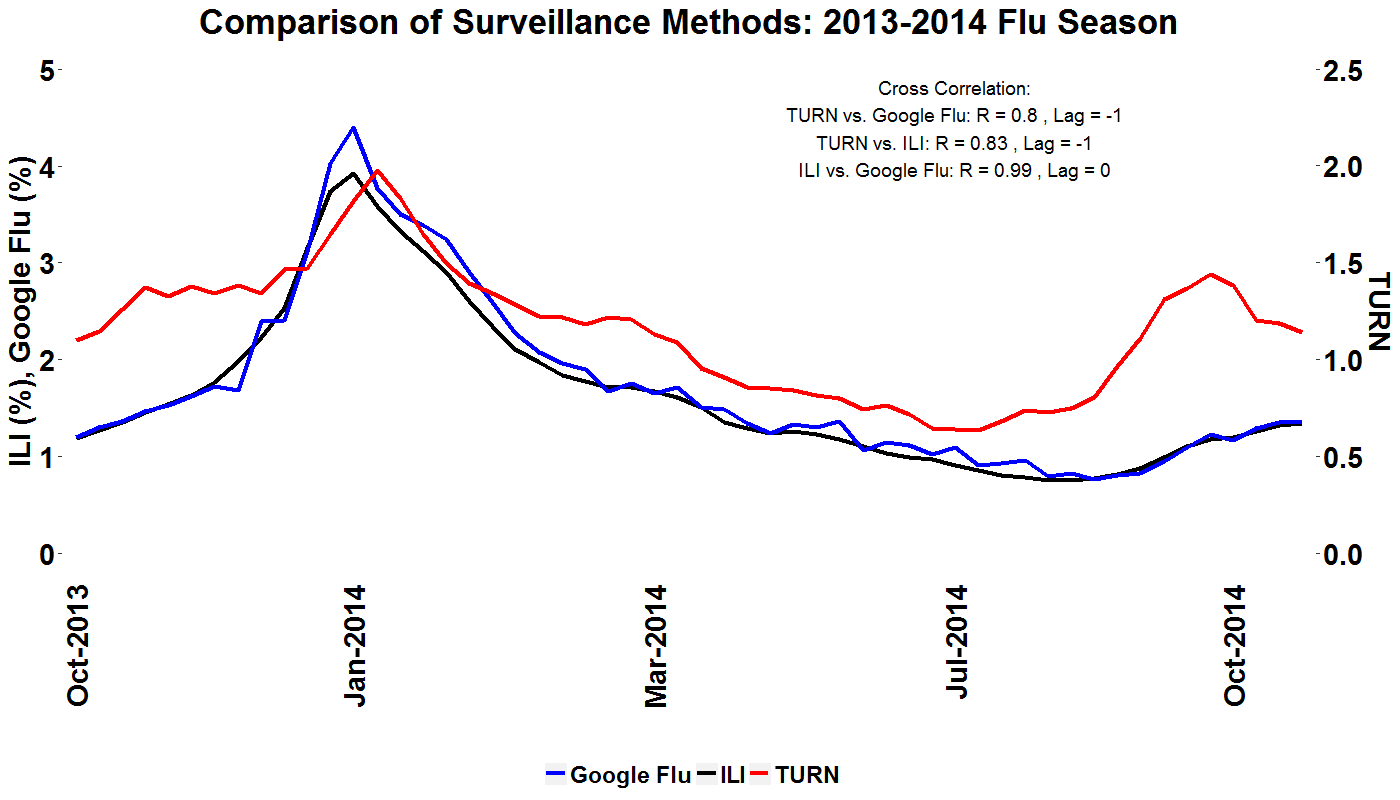 Comparison of Surveillance Methods: 2013-2014 Flu Season
Cross Correlation:
TURN vs. Google Flu: R = 0.8 , Lag = -1
TURN vs. ILI: R = 0.83 , Lag = -1
ILI vs. Google Flu: R = 0.99 , Lag = 0
ILI (%), Google Flu (%)
5
4
3
2
1
0
2.5
2.0
1.5
1.0
0.5
0.0
TURN
Oct-2013
Jan-2014
Mar-2014
Jul-2014
Oct-2014
Google Flu ILI TURN